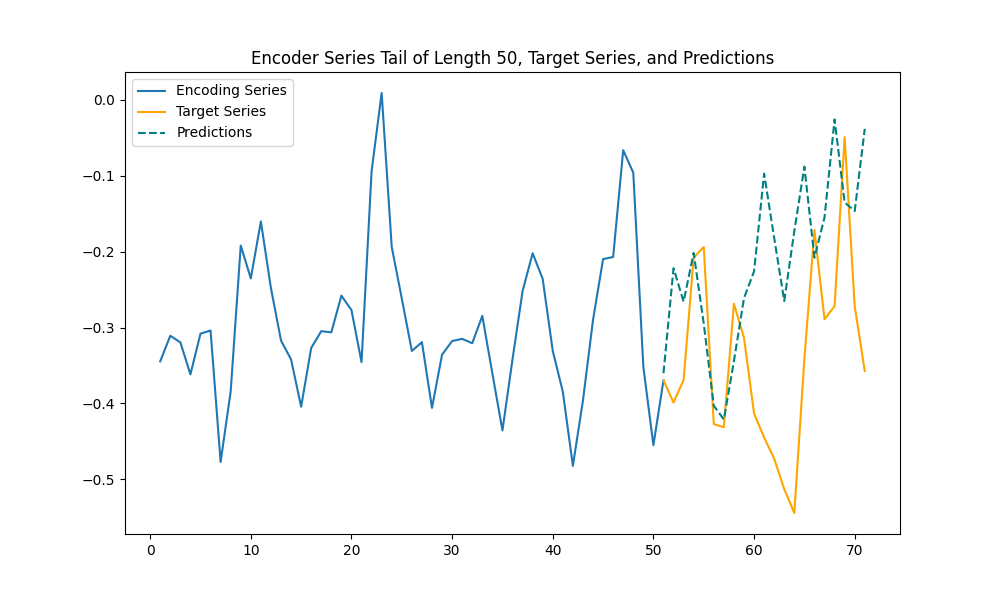 Encoder Series Tail of Length 50, Target Series, and Predictions
Encoding Series
Target Series
Predictions
0.0
−0.1
−0.2
−0.3
−0.4
−0.5
0 10 20 30 40 50 60 70